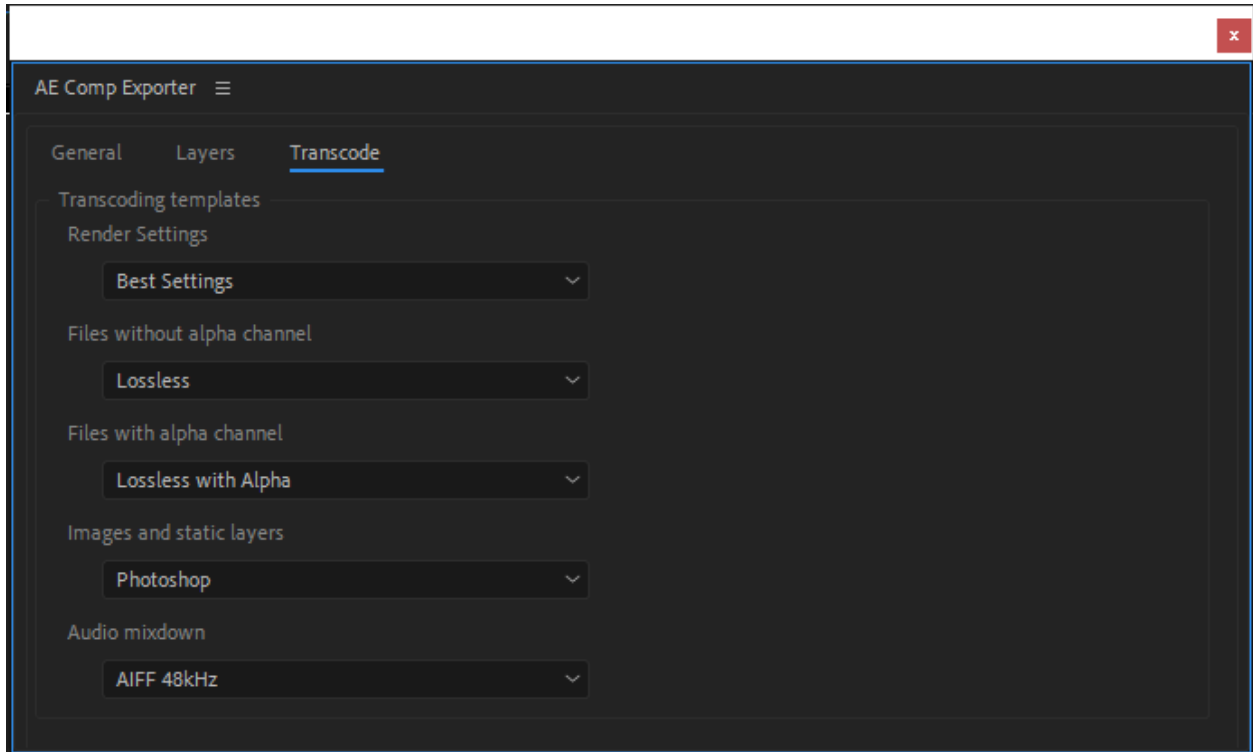 x
AE Comp Exporter ☰
General Layers Transcode
Transcoding templates
Render Settings
Best Settings
Files without alpha channel
Lossless
Files with alpha channel
Lossless with Alpha
Images and static layers
Photoshop
Audio mixdown
AIFF 48kHz